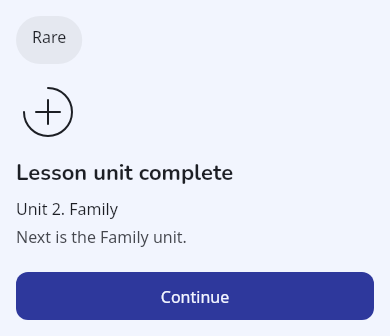 Rare
Lesson unit complete
Unit 2. Family
Next is the Family unit.
Continue